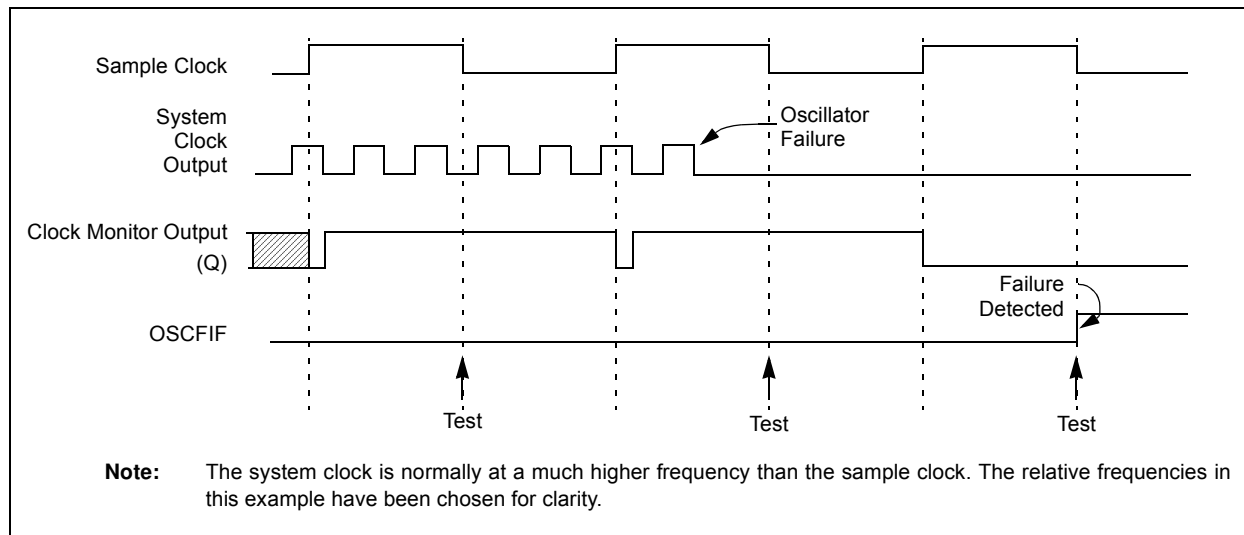 Sample Clock
System
Clock
Output
Oscillator
Failure
Clock Monitor Output
(Q)
Failure
Detected
OSCFIF
Test
Test
Test
Note: The system clock is normally at a much higher frequency than the sample clock. The relative frequencies in
this example have been chosen for clarity.